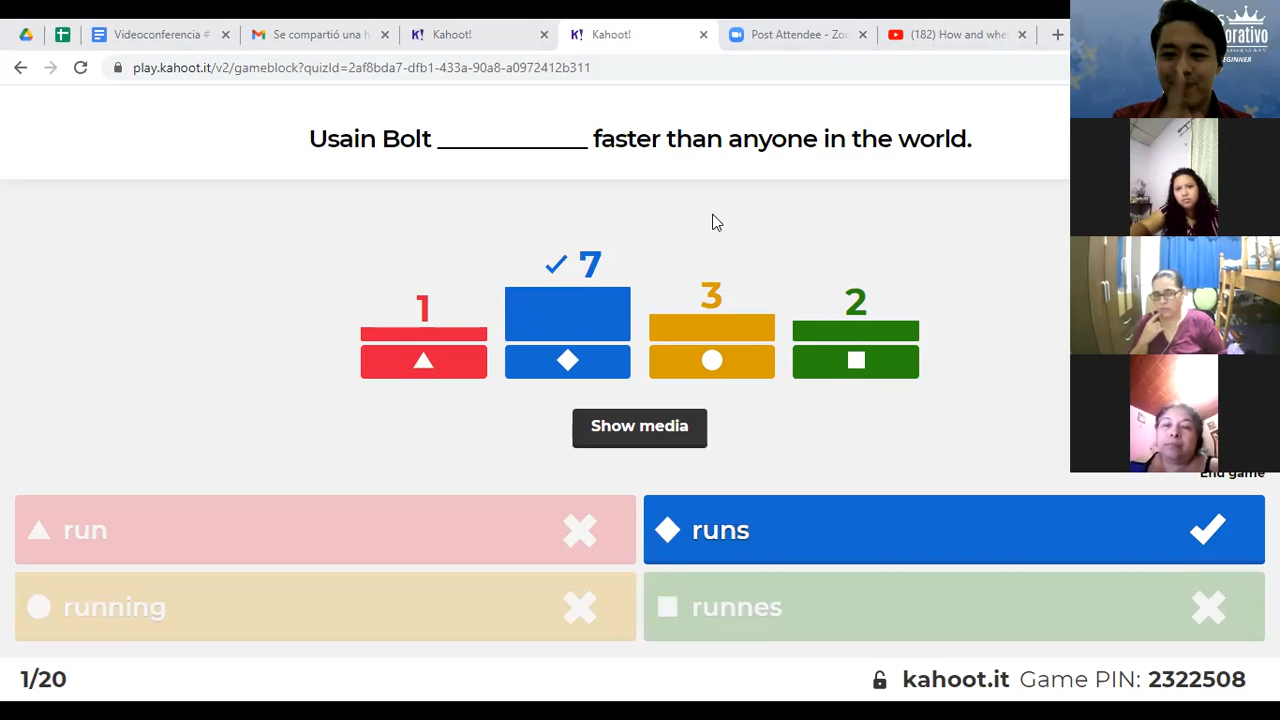 Videoconferencia #
Se compartió una h
Kahoot!
Kahoot!
Post Attendee - Zoo
(182) How and whe
play.kahoot.it/v2/gameblock?quizId=2af8bda7-dfb1-433a-90a8-a0937412b311
Usain Bolt ____________ faster than anyone in the world.
1
7
3
2
Show media
End game
run
runs
running
runnes
1/20
kahoot.it Game PIN: 2322508